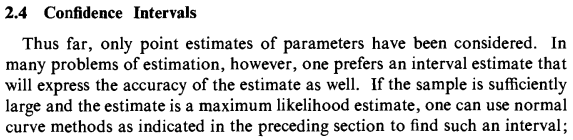 2.4 Confidence Intervals
Thus far, only point estimates of parameters have been considered. In
many problems of estimation, however, one prefers an interval estimate that
will express the accuracy of the estimate as well. If the sample is sufficiently
large and the estimate is a maximum likelihood estimate, one can use normal
curve methods as indicated in the preceding section to find such an interval;